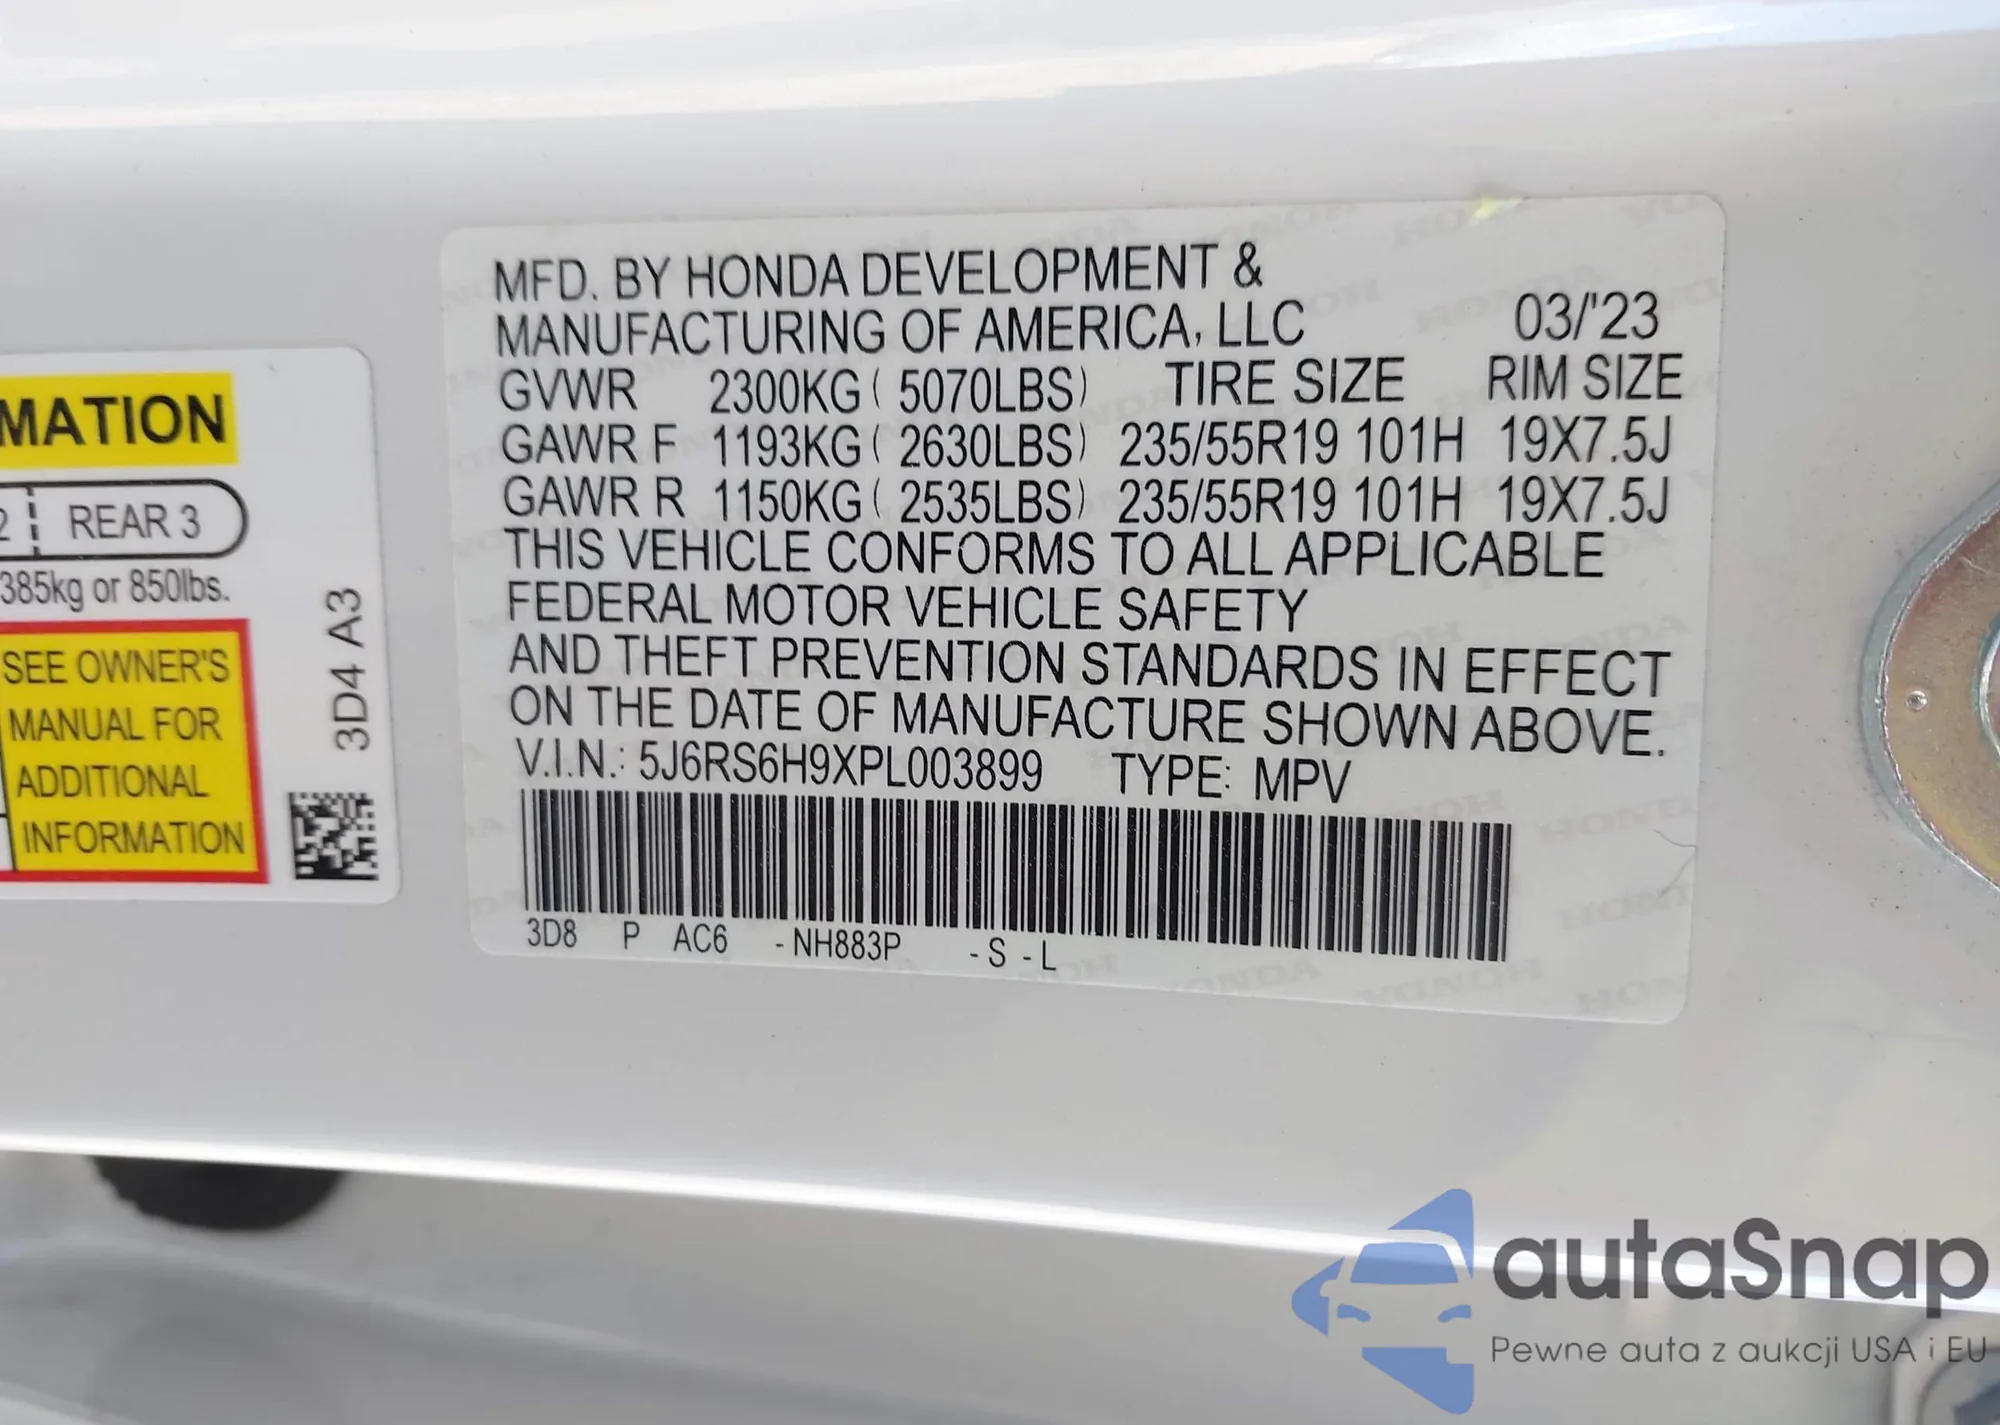 MATION
2 REAR 3
385kg or 850lbs.
SEE OWNER'S
MANUAL FOR
ADDITIONAL
INFORMATION
3D4 A3
MFD. BY HONDA DEVELOPMENT &
MANUFACTURING OF AMERICA, LLC 03/'23
GVWR 2300KG ( 5070LBS) TIRE SIZE RIM SIZE
GAWR F 1193KG ( 2630LBS) 235/55R19 101H 19X7.5J
GAWR R 1150KG ( 2535LBS) 235/55R19 101H 19X7.5J
THIS VEHICLE CONFORMS TO ALL APPLICABLE
FEDERAL MOTOR VEHICLE SAFETY
AND THEFT PREVENTION STANDARDS IN EFFECT
ON THE DATE OF MANUFACTURE SHOWN ABOVE.
V.I.N.: 5J6RS6H9XPL003899 TYPE: MPV
3D8 P AC6 -NH883P -S -L
autaSnap
Pewne auta z aukcji USA i EU